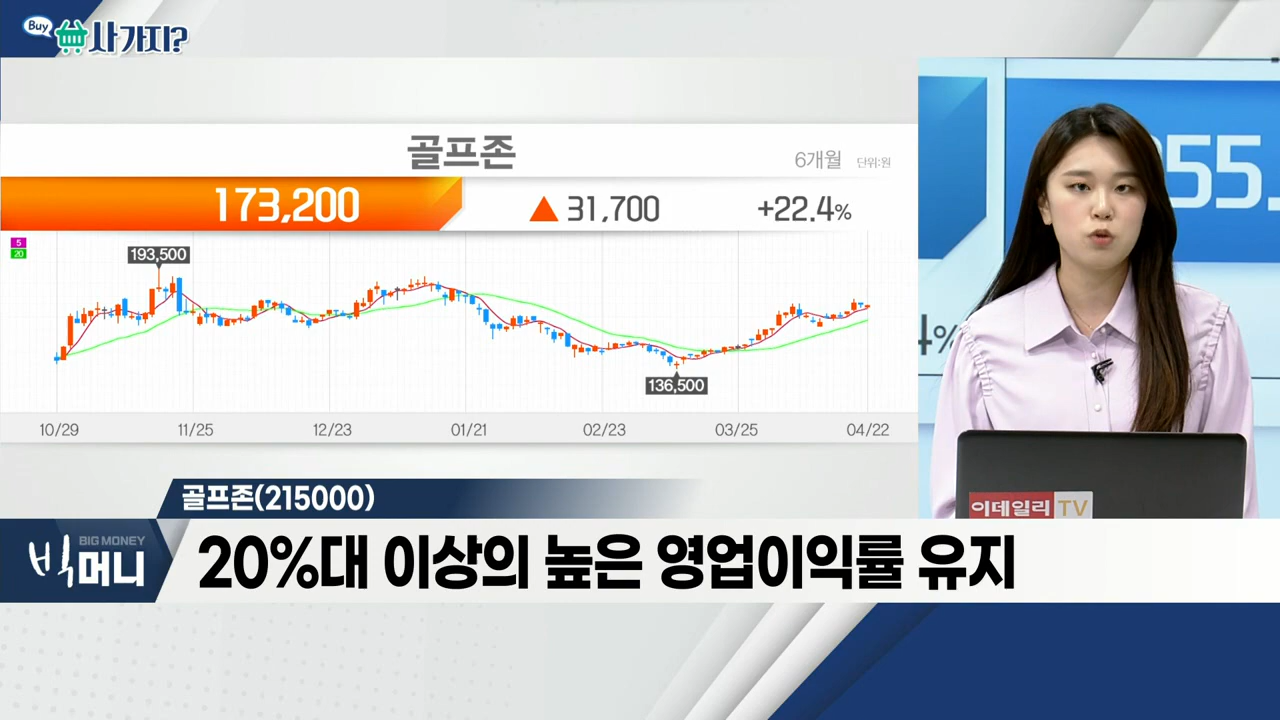 Buy
사가지?
골프존
6개월 단위:원
173,200 ▲ 31,700 +22.4%
5
20
193,500
136,500
10/29 11/25 12/23 01/21 02/23 03/25 04/22
55.
4%
이데일리 TV
골프존(215000)
BIG MONEY
빅머니
20%대 이상의 높은 영업이익률 유지